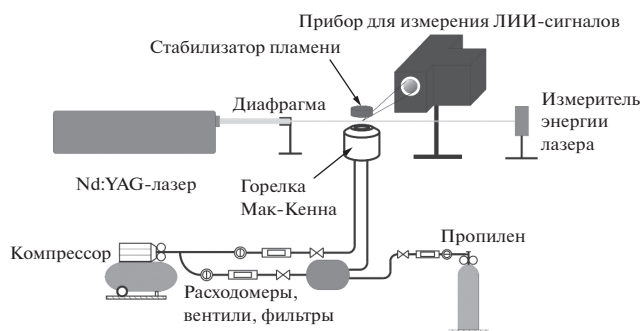 Прибор для измерения ЛИИ-сигналов
Стабилизатор пламени
Диафрагма
Измеритель
энергии
лазера
Nd:YAG-лазер
Горелка
Мак-Кенна
Компрессор
Пропилен
Расходомеры,
вентили, фильтры